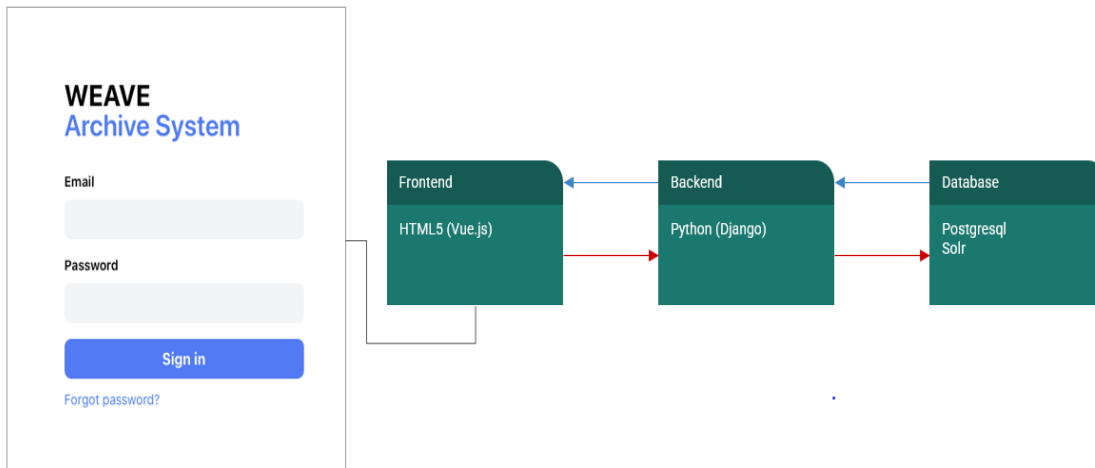 WEAVE
Archive System
Email
Password
Sign in
Forgot password?
Frontend
HTML5 (Vue.js)
Backend
Python (Django)
Database
Postgresql
Solr